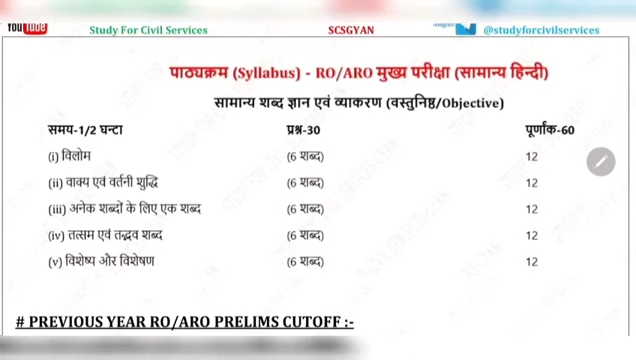 You Tube Study For Civil Services SCSGYAN @studyforcivilservices
पाठ्यक्रम (Syllabus) - RO/ARO मुख्य परीक्षा (सामान्य हिन्दी)
सामान्य शब्द ज्ञान एवं व्याकरण (वस्तुनिष्ठ/Objective)
समय-1/2 घन्टा प्रश्न-30 पूर्णांक-60
(i) विलोम (6 शब्द) 12
(ii) वाक्य एवं वर्तनी शुद्धि (6 शब्द) 12
(iii) अनेक शब्दों के लिए एक शब्द (6 शब्द) 12
(iv) तत्सम एवं तद्भव शब्द (6 शब्द) 12
(v) विशेष्य और विशेषण (6 शब्द) 12
# PREVIOUS YEAR RO/ARO PRELIMS CUTOFF :-